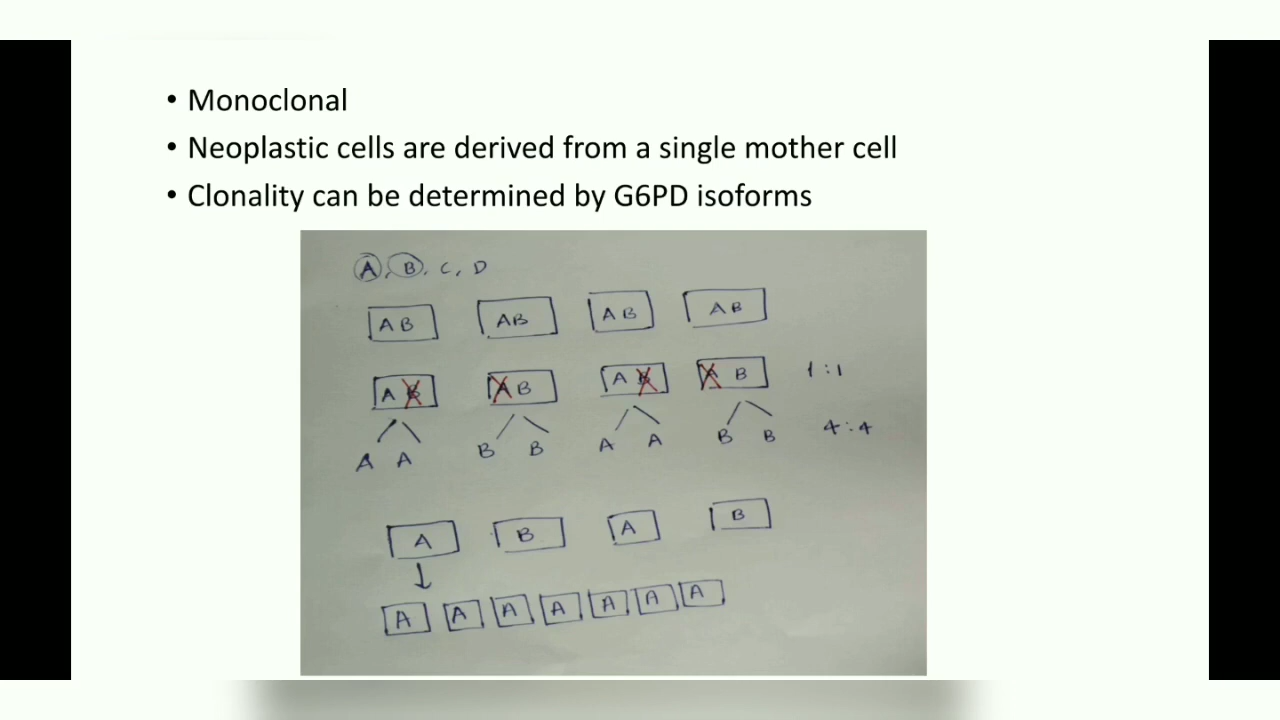 • Monoclonal
• Neoplastic cells are derived from a single mother cell
• Clonality can be determined by G6PD isoforms
A, B, C, D
AB AB AB AB
A B A B A B A B 1:1
A A B B A A B B 4:4
A B A B
A A A A A A A